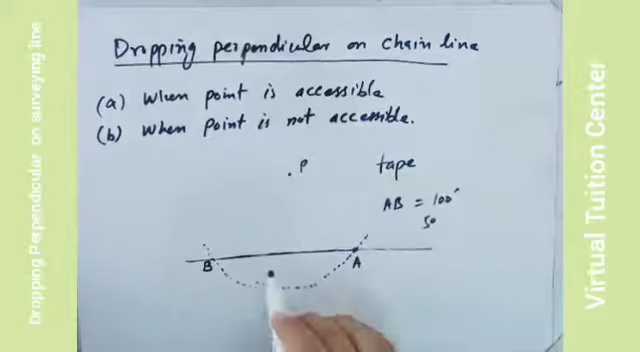 Dropping perpendicular on chain line
(a) When point is accessible
(b) When point is not accessible.
. P
tape
AB = 100'
50
B
A
Dropping Perpendicular on surveying line
Virtual Tuition Center